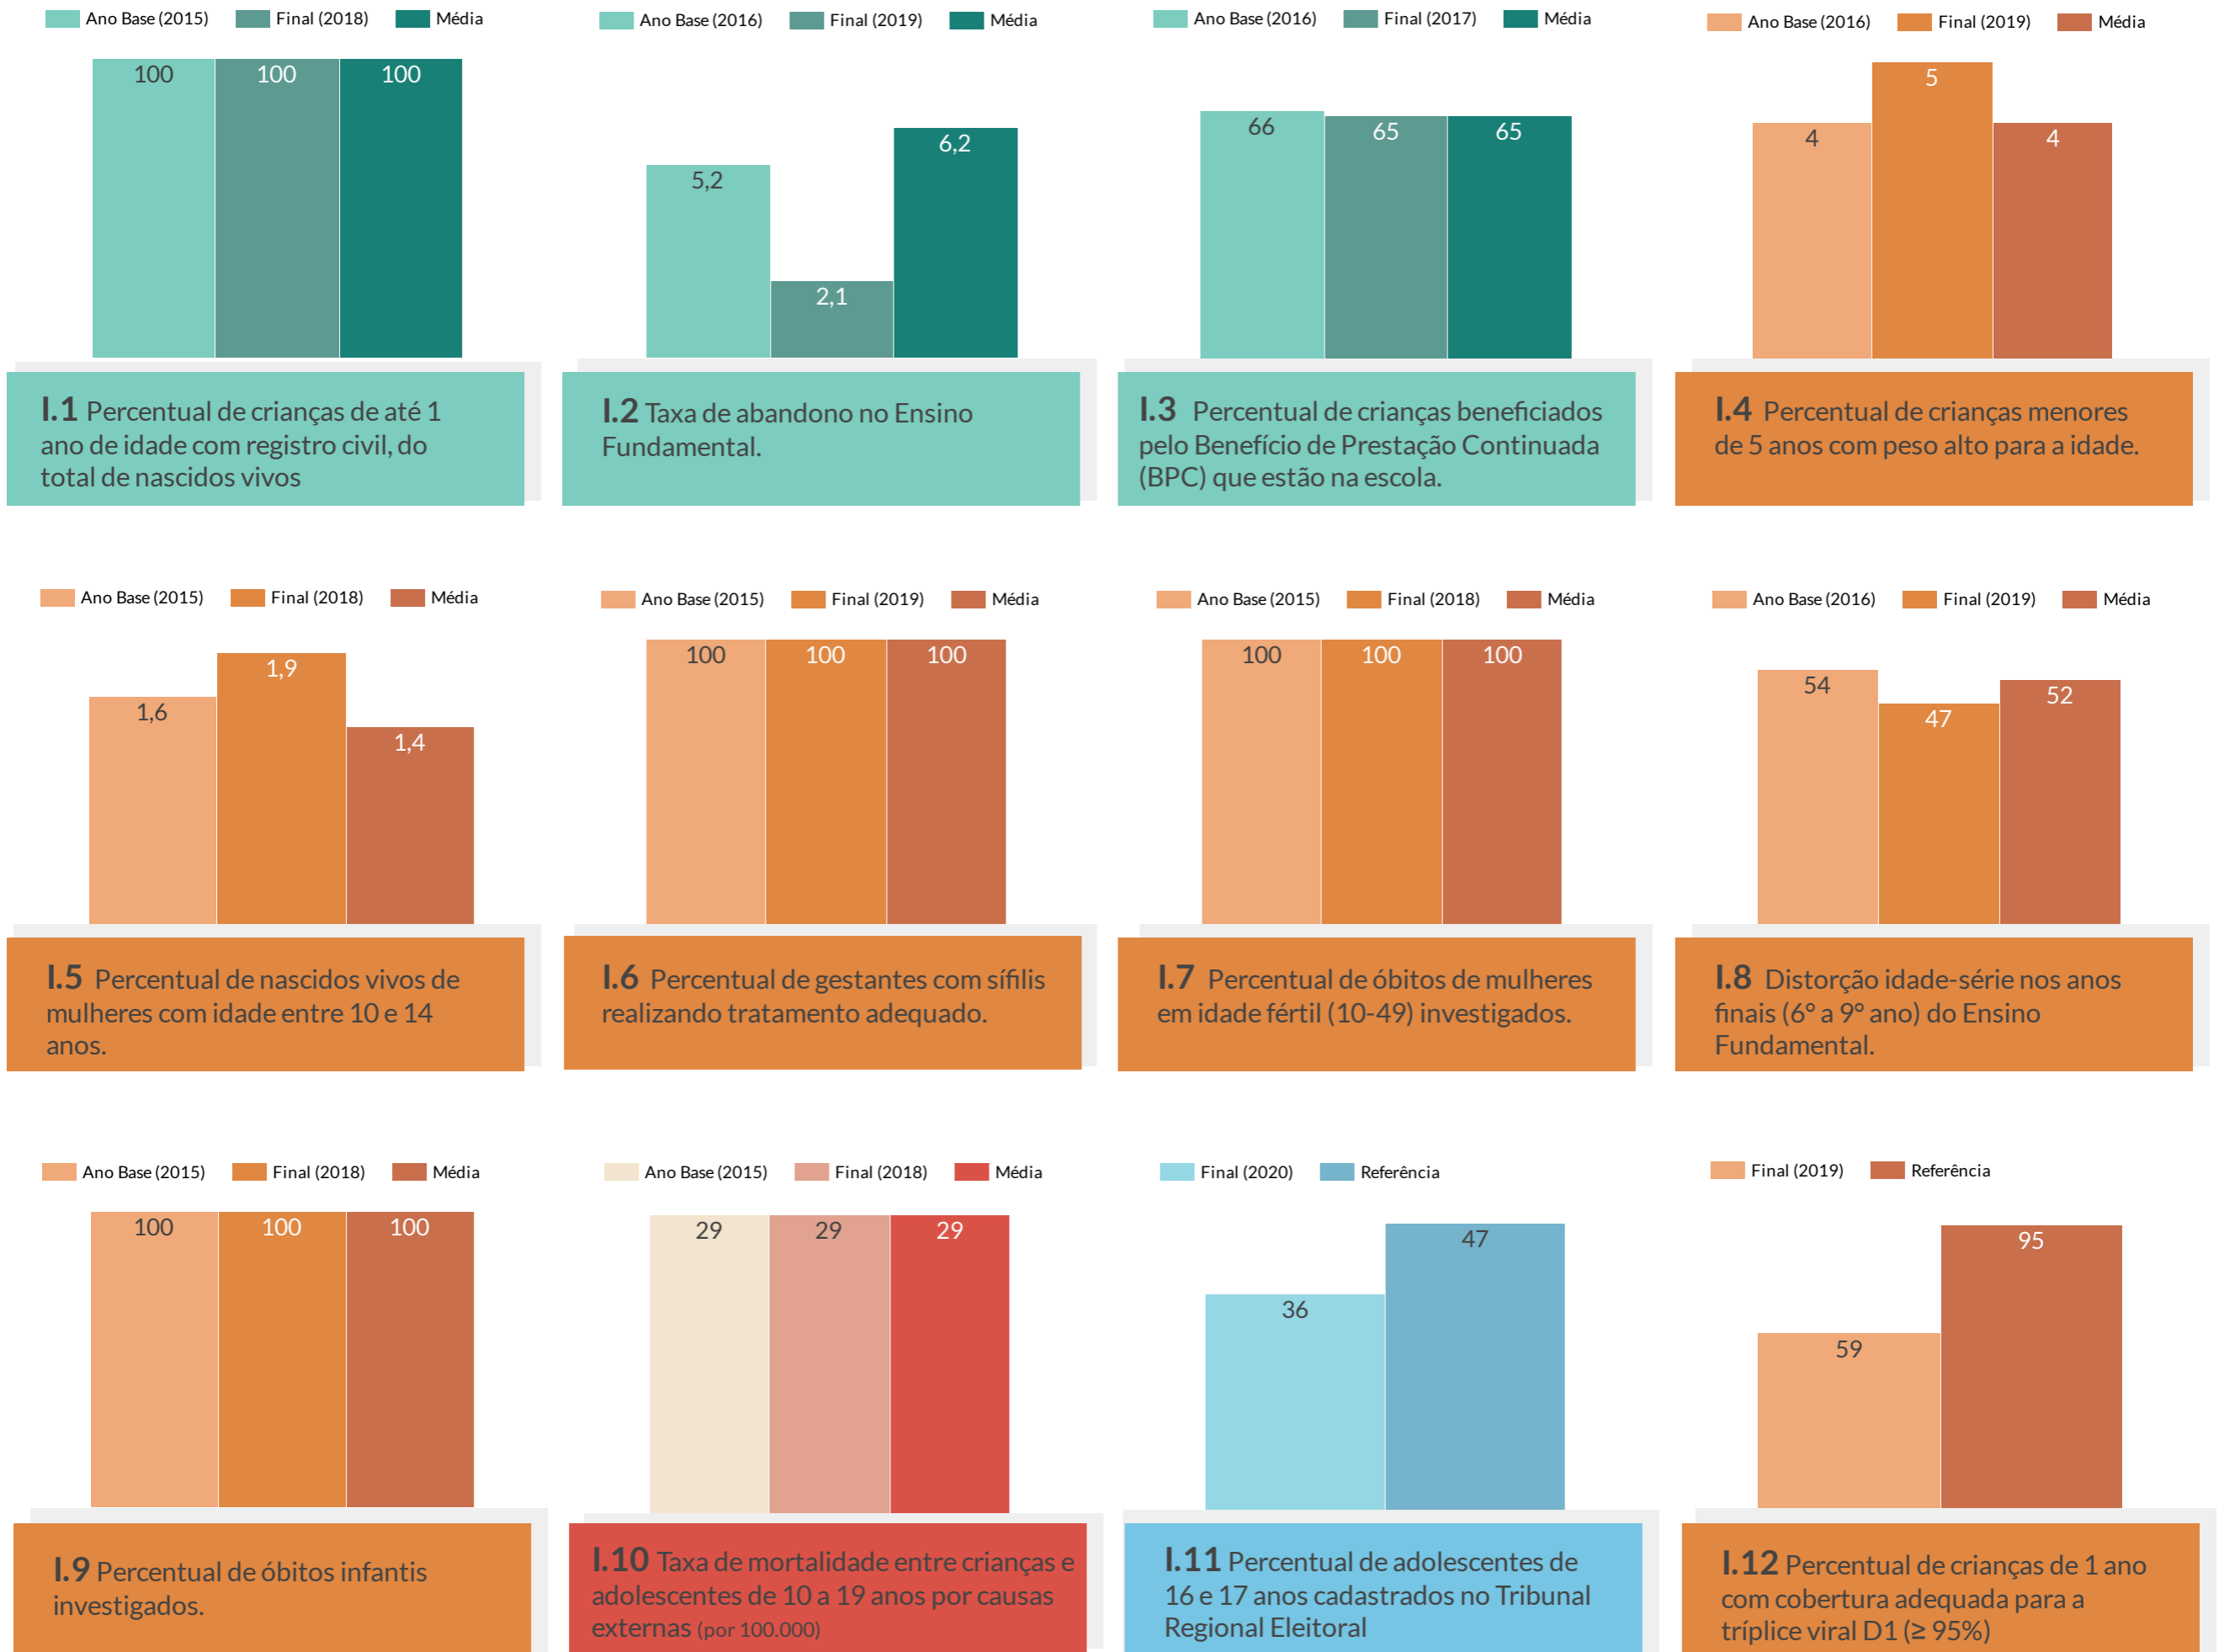 Ano Base (2015) Final (2018) Média
100 100 100
I.1 Percentual de crianças de até 1
ano de idade com registro civil, do
total de nascidos vivos
Ano Base (2016) Final (2019) Média
5,2 2,1 6,2
I.2 Taxa de abandono no Ensino
Fundamental.
Ano Base (2016) Final (2017) Média
66 65 65
I.3 Percentual de crianças beneficiados
pelo Benefício de Prestação Continuada
(BPC) que estão na escola.
Ano Base (2016) Final (2019) Média
4 5 4
I.4 Percentual de crianças menores
de 5 anos com peso alto para a idade.
Ano Base (2015) Final (2018) Média
1,6 1,9 1,4
I.5 Percentual de nascidos vivos de
mulheres com idade entre 10 e 14
anos.
Ano Base (2015) Final (2019) Média
100 100 100
I.6 Percentual de gestantes com sífilis
realizando tratamento adequado.
Ano Base (2015) Final (2018) Média
100 100 100
I.7 Percentual de óbitos de mulheres
em idade fértil (10-49) investigados.
Ano Base (2016) Final (2019) Média
54 47 52
I.8 Distorção idade-série nos anos
finais (6° a 9° ano) do Ensino
Fundamental.
Ano Base (2015) Final (2018) Média
100 100 100
I.9 Percentual de óbitos infantis
investigados.
Ano Base (2015) Final (2018) Média
29 29 29
I.10 Taxa de mortalidade entre crianças e
adolescentes de 10 a 19 anos por causas
externas (por 100.000)
Final (2020) Referência
36 47
I.11 Percentual de adolescentes de
16 e 17 anos cadastrados no Tribunal
Regional Eleitoral
Final (2019) Referência
59 95
I.12 Percentual de crianças de 1 ano
com cobertura adequada para a
tríplice viral D1 (≥ 95%)